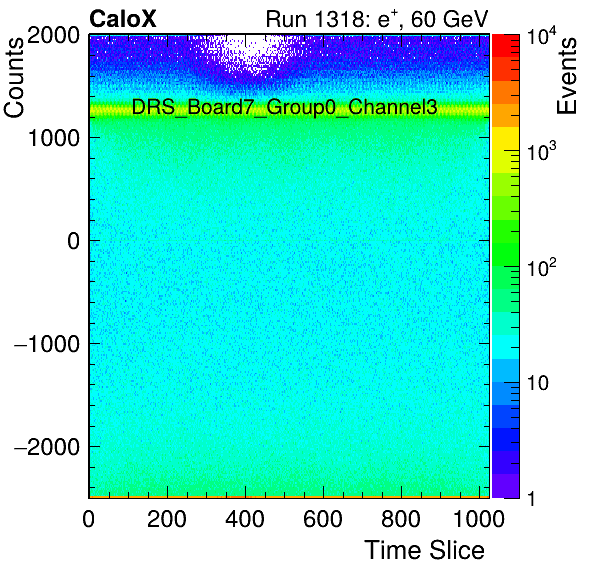 CaloX Run 1318: e⁺, 60 GeV
Counts
Events
2000
1000
0
−1000
−2000
DRS_Board7_Group0_Channel3
10⁴
10³
10²
10
1
0 200 400 600 800 1000
Time Slice